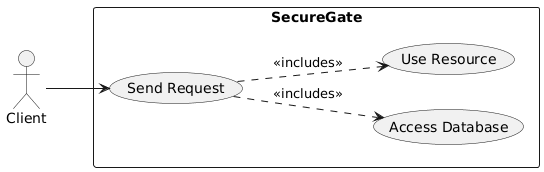 SecureGate
Use Resource
«includes»
Send Request
«includes»
Client
Access Database